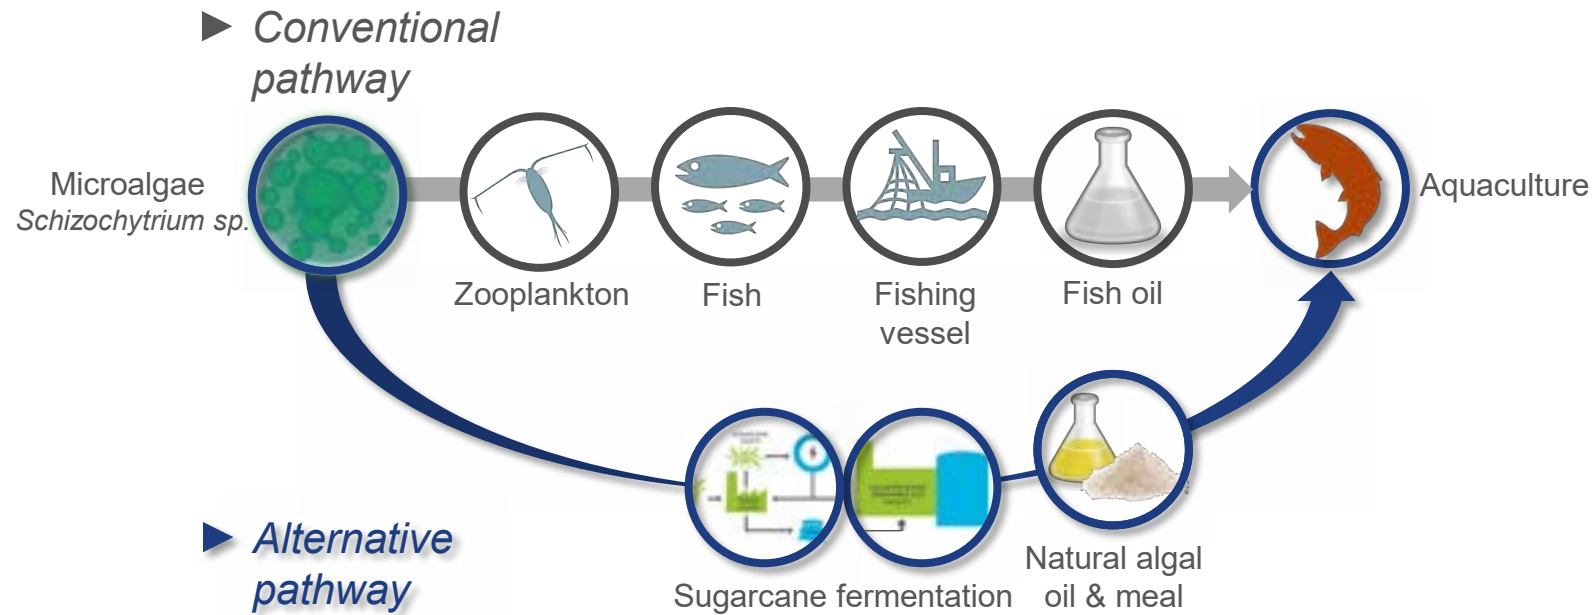 ► Conventional
pathway
Microalgae
Schizochytrium sp.
Zooplankton
Fish
Fishing
vessel
Fish oil
Aquaculture
► Alternative
pathway
Sugarcane fermentation
Natural algal
oil & meal